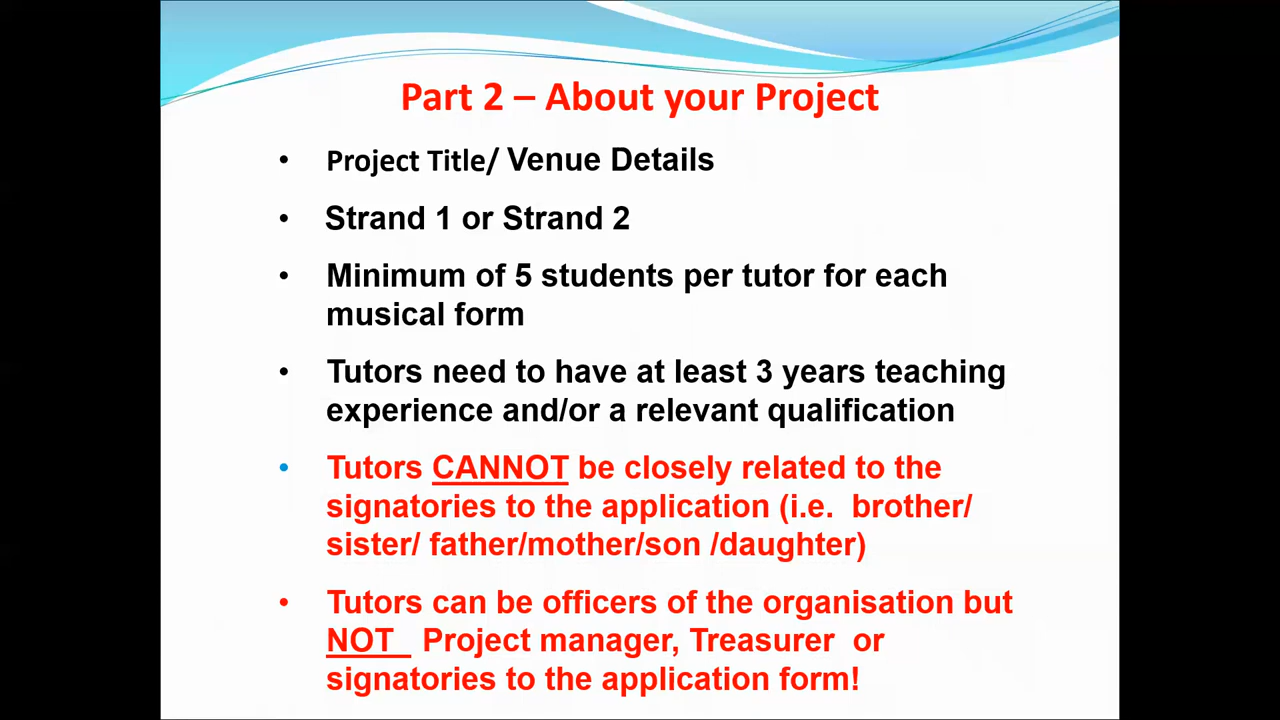 Part 2 – About your Project
• Project Title/ Venue Details
• Strand 1 or Strand 2
• Minimum of 5 students per tutor for each
musical form
• Tutors need to have at least 3 years teaching
experience and/or a relevant qualification
• Tutors CANNOT be closely related to the
signatories to the application (i.e. brother/
sister/ father/mother/son /daughter)
• Tutors can be officers of the organisation but
NOT Project manager, Treasurer or
signatories to the application form!